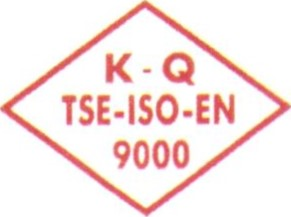 K - Q
TSE-ISO-EN
9000